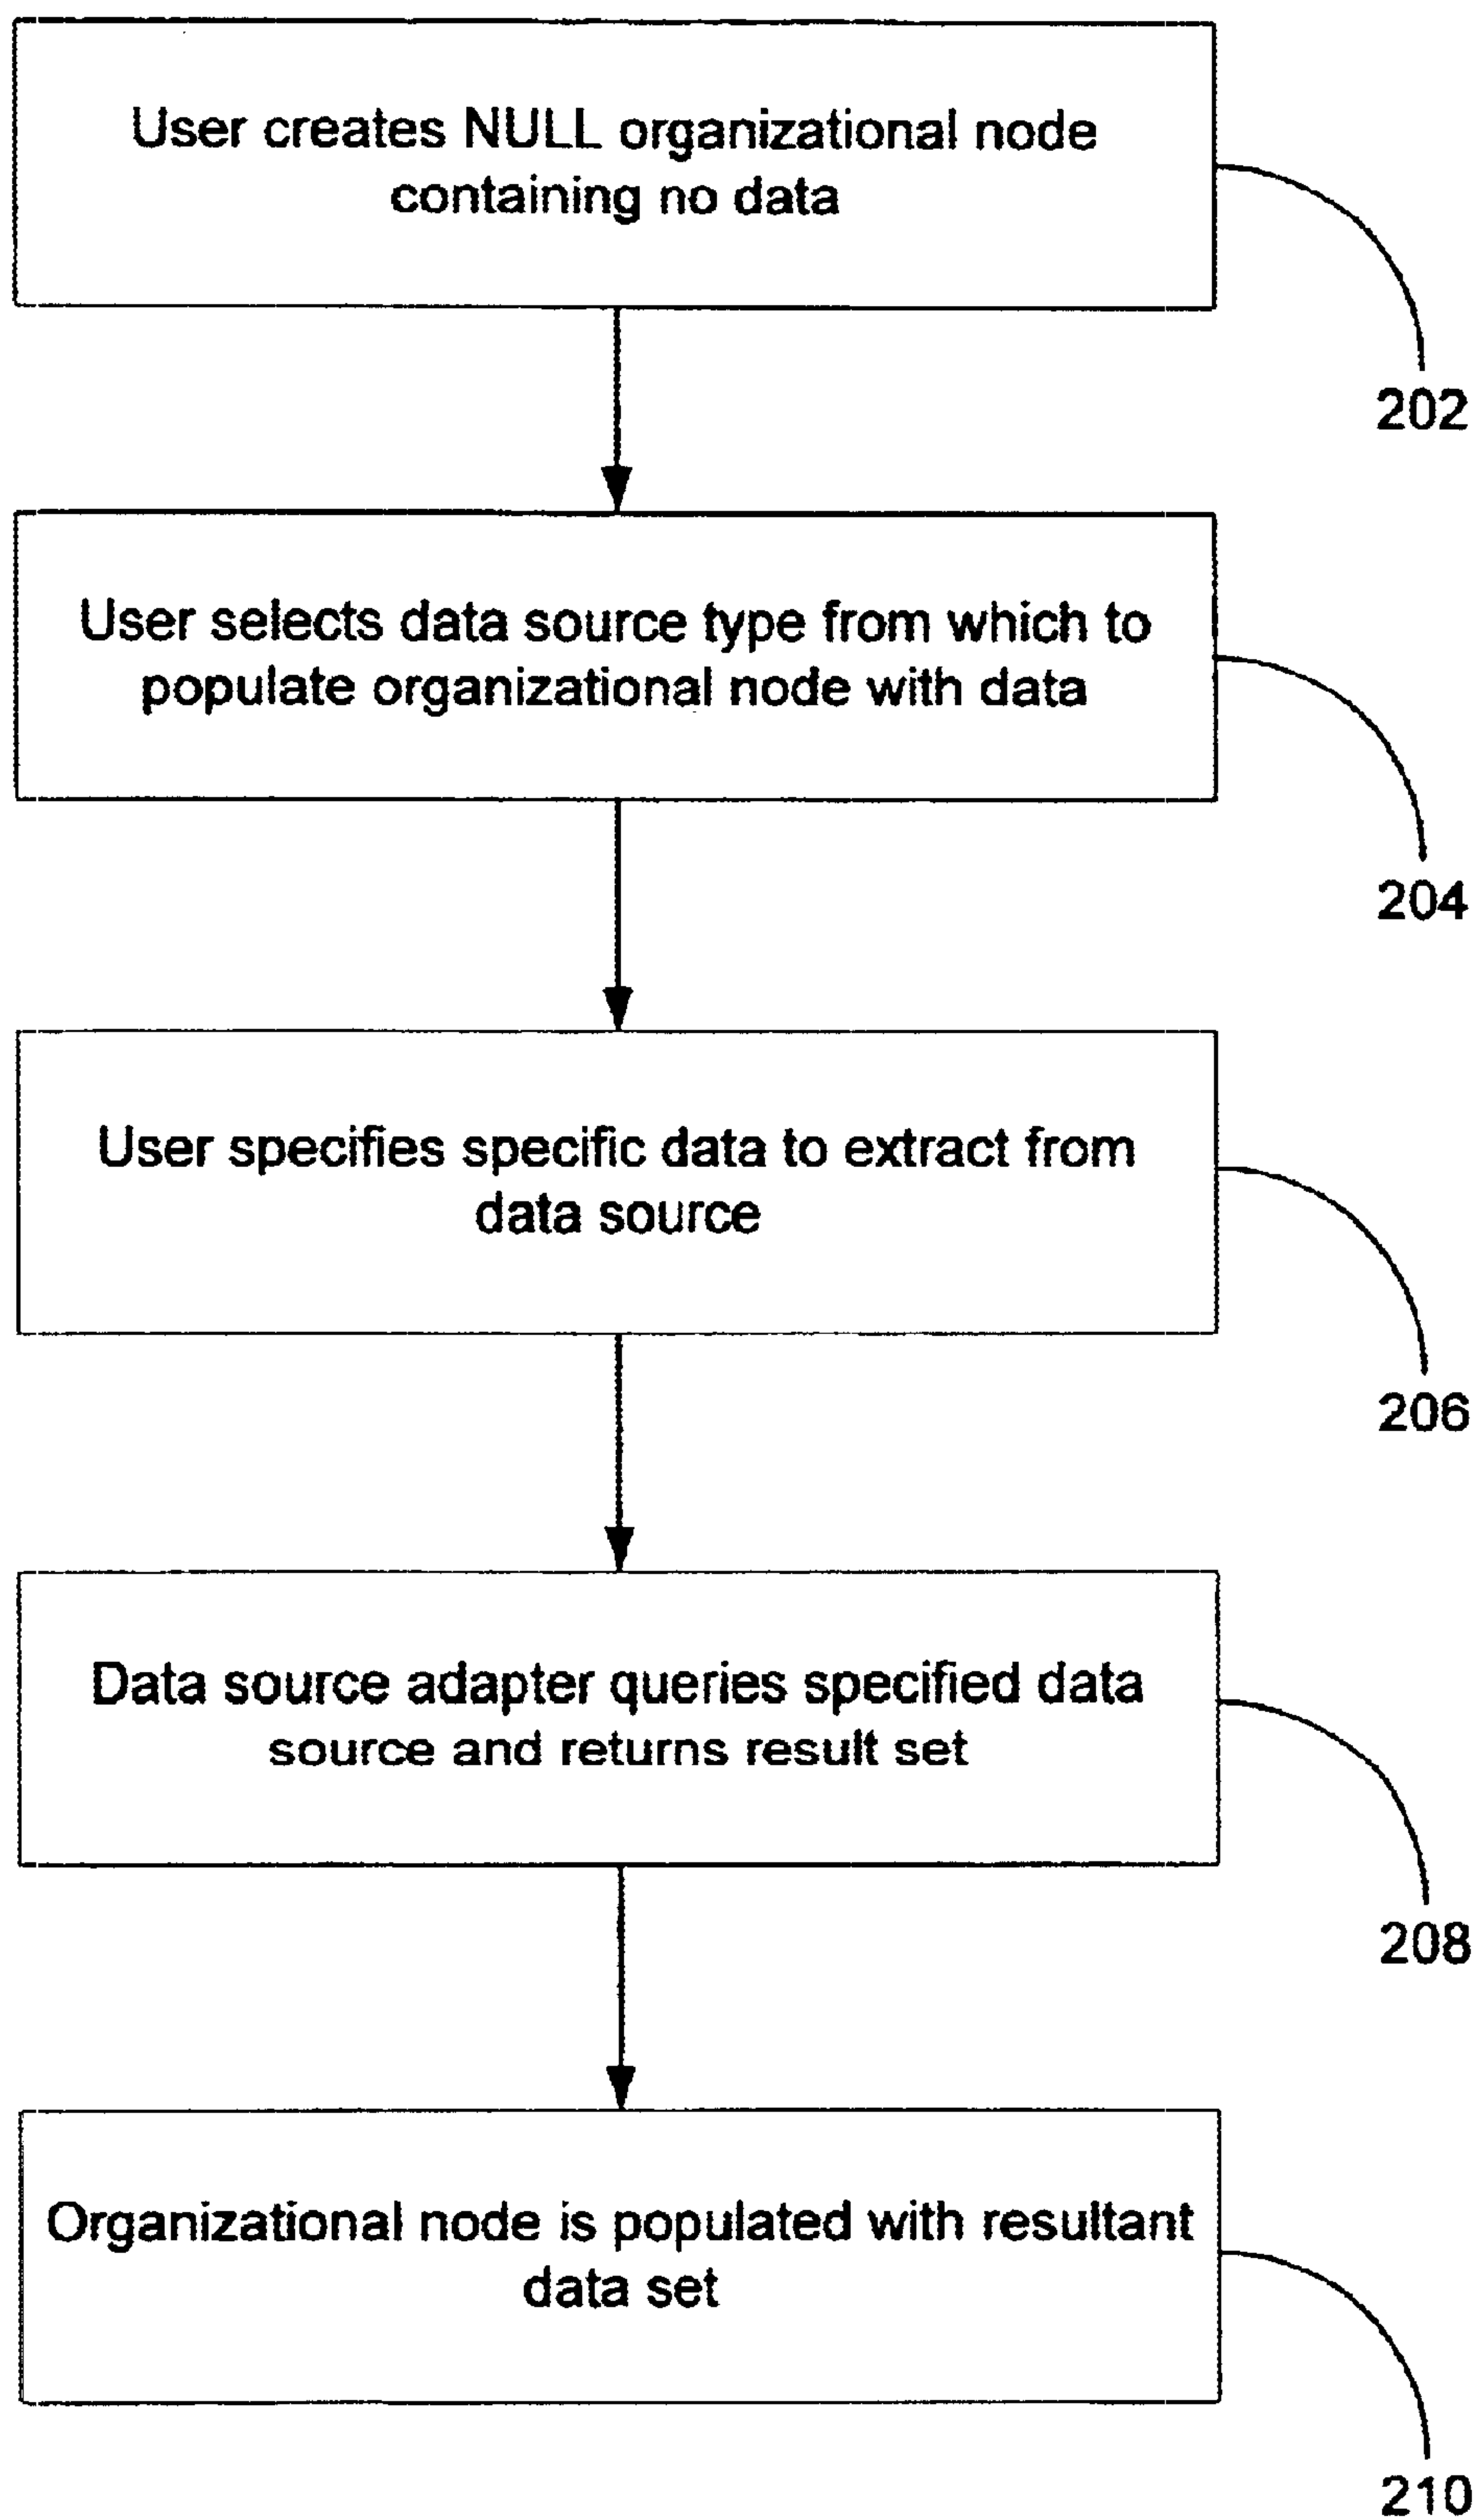 User creates NULL organizational node
containing no data
202
User selects data source type from which to
populate organizational node with data
204
User specifies specific data to extract from
data source
206
Data source adapter queries specified data
source and returns result set
208
Organizational node is populated with resultant
data set
210